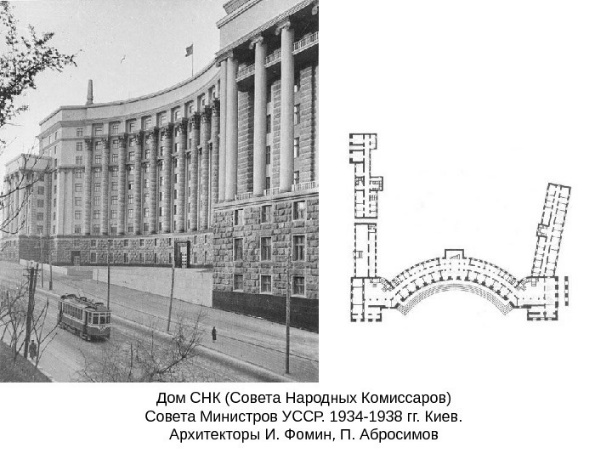 Дом СНК (Совета Народных Комиссаров)
Совета Министров УССР. 1934-1938 гг. Киев.
Архитекторы И. Фомин, П. Абросимов